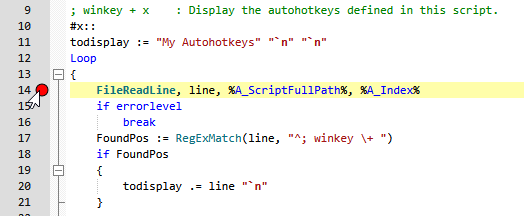 9 ; winkey + x    : Display the autohotkeys defined in this script.
10 #x::
11 todisplay := "My Autohotkeys" "`n" "`n"
12 Loop
13 {
14     FileReadLine, line, %A_ScriptFullPath%, %A_Index%
15     if errorlevel
16         break
17     FoundPos := RegExMatch(line, "^; winkey \+ ")
18     if FoundPos
19     {
20         todisplay .= line "`n"
21     }